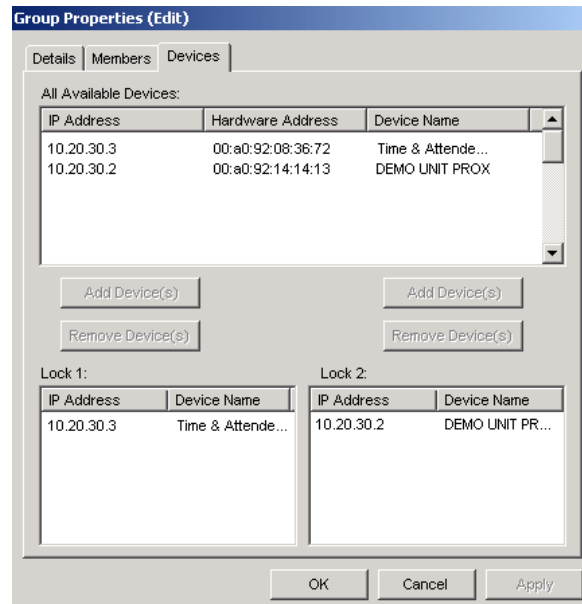 Group Properties (Edit)
Details Members Devices
All Available Devices:
IP Address Hardware Address Device Name
10.20.30.3 00:a0:92:08:36:72 Time & Attende...
10.20.30.2 00:a0:92:14:14:13 DEMO UNIT PROX
Add Device(s) Add Device(s)
Remove Device(s) Remove Device(s)
Lock 1: Lock 2:
IP Address Device Name IP Address Device Name
10.20.30.3 Time & Attende... 10.20.30.2 DEMO UNIT PR...
OK Cancel Apply